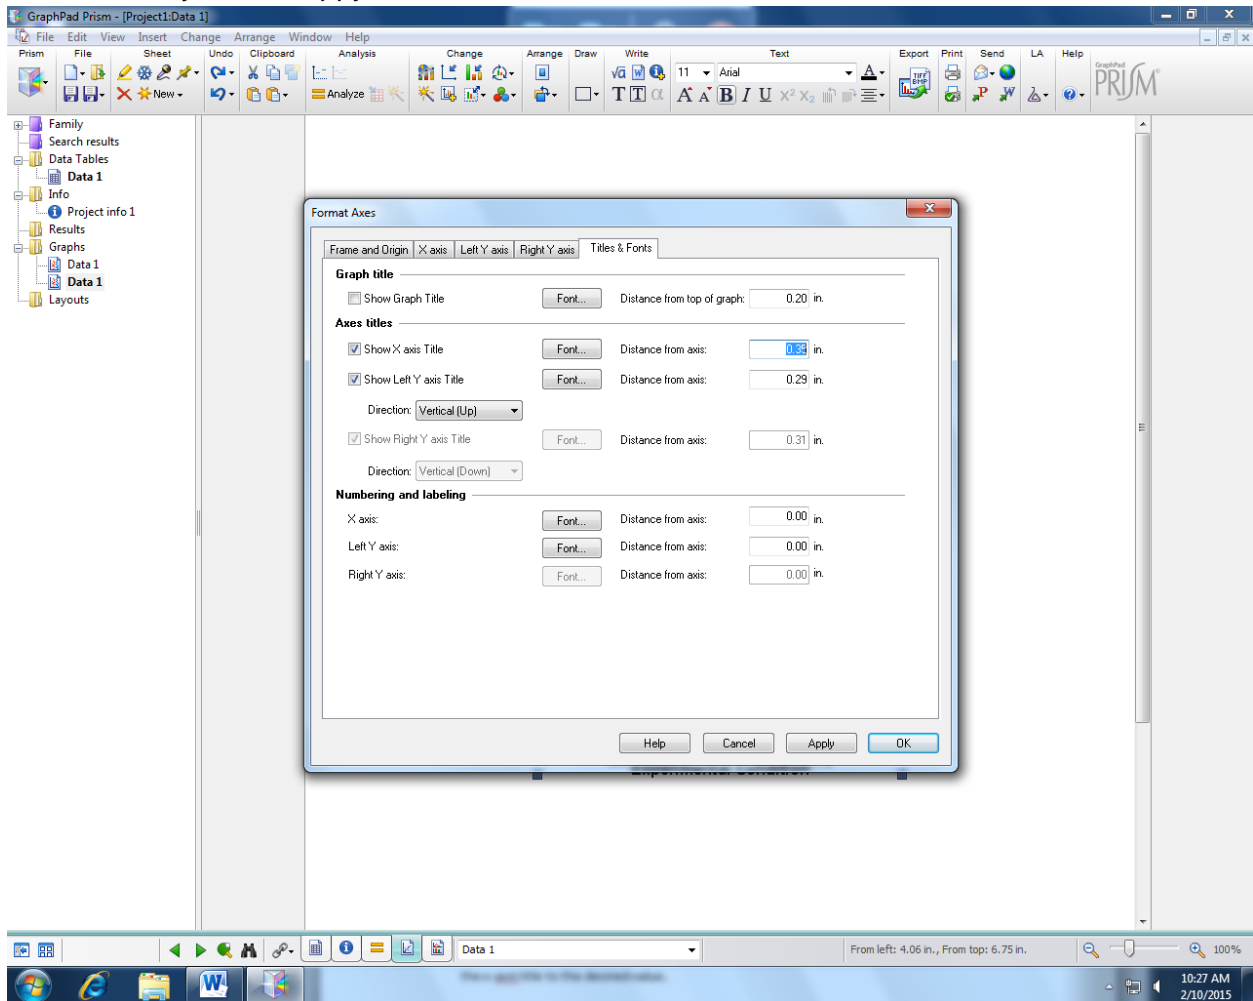 GraphPad Prism - [Project1:Data 1]
File Edit View Insert Change Arrange Window Help
Prism File Sheet Undo Clipboard Analysis Change Arrange Draw Write Text Export Print Send LA Help
√α 11 Arial A TIFF BMP GraphPad
New Analyze T T α A A B I U X² X₂ PRISM
Family
Search results
Data Tables
Data 1
Info
Project info 1
Results
Graphs
Data 1
Data 1
Layouts
Format Axes
Frame and Origin X axis Left Y axis Right Y axis Titles & Fonts
Graph title
Show Graph Title Font... Distance from top of graph: 0.20 in.
Axes titles
Show X axis Title Font... Distance from axis: 0.35 in.
Show Left Y axis Title Font... Distance from axis: 0.29 in.
Direction: Vertical (Up)
Show Right Y axis Title Font... Distance from axis: 0.31 in.
Direction: Vertical (Down)
Numbering and labeling
X axis: Font... Distance from axis: 0.00 in.
Left Y axis: Font... Distance from axis: 0.00 in.
Right Y axis: Font... Distance from axis: 0.00 in.
Help Cancel Apply OK
Experimental Condition
Data 1 From left: 4.06 in., From top: 6.75 in. 100%
10:27 AM
2/10/2015